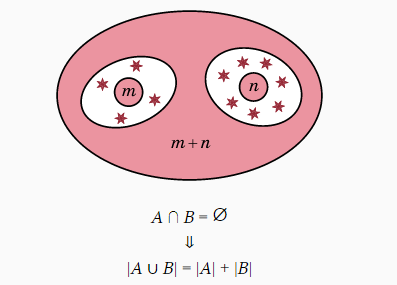 m
n
m + n
A ∩ B = ∅
⇓
|A ∪ B| = |A| + |B|